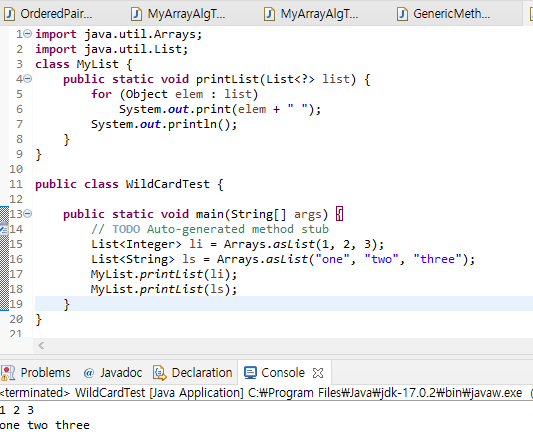 OrderedPair... MyArrayAlgT... MyArrayAlgT... GenericMeth...
1 import java.util.Arrays;
2 import java.util.List;
3 class MyList {
4     public static void printList(List<?> list) {
5         for (Object elem : list)
6             System.out.print(elem + " ");
7         System.out.println();
8     }
9 }
10
11 public class WildCardTest {
12
13     public static void main(String[] args) {
14         // TODO Auto-generated method stub
15         List<Integer> li = Arrays.asList(1, 2, 3);
16         List<String> ls = Arrays.asList("one", "two", "three");
17         MyList.printList(li);
18         MyList.printList(ls);
19     }
20 }
21
Problems @ Javadoc Declaration Console
<terminated> WildCardTest [Java Application] C:₩Program Files₩Java₩jdk-17.0.2₩bin₩javaw.exe (
1 2 3
one two three